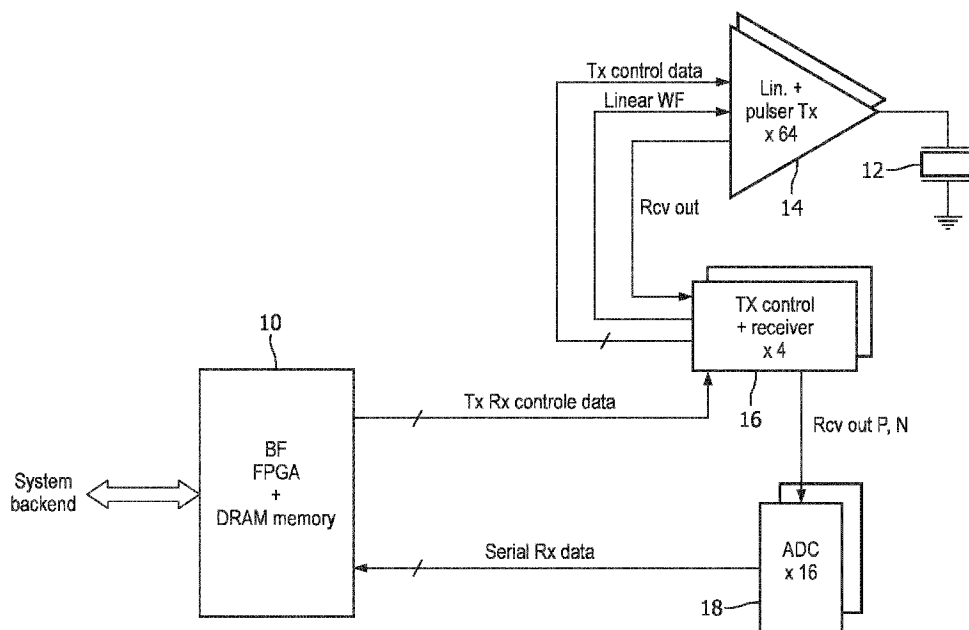 Tx control data
Linear WF
Lin. +
pulser Tx
x 64
12
14
Rcv out
TX control
+ receiver
x 4
10
16
Tx Rx controle data
Rcv out P, N
BF
FPGA
+
DRAM memory
System
backend
Serial Rx data
ADC
x 16
18